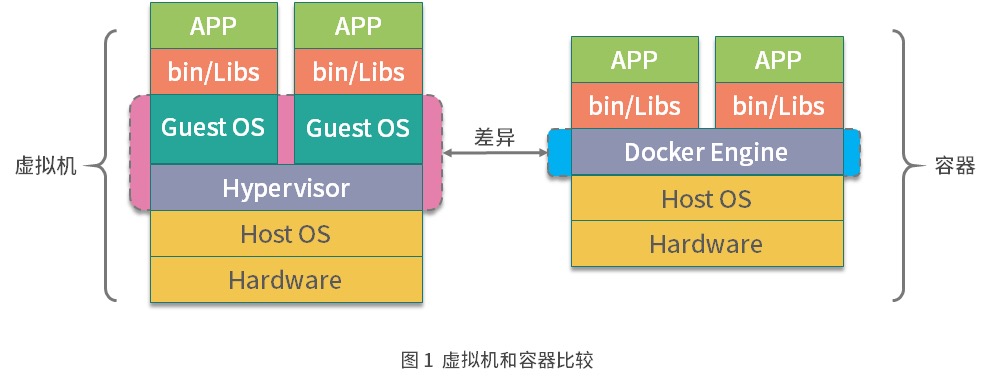 APP
APP
bin/Libs
bin/Libs
Guest OS
Guest OS
Hypervisor
Host OS
Hardware
虚拟机
差异
APP
APP
bin/Libs
bin/Libs
Docker Engine
Host OS
Hardware
容器
图 1 虚拟机和容器比较